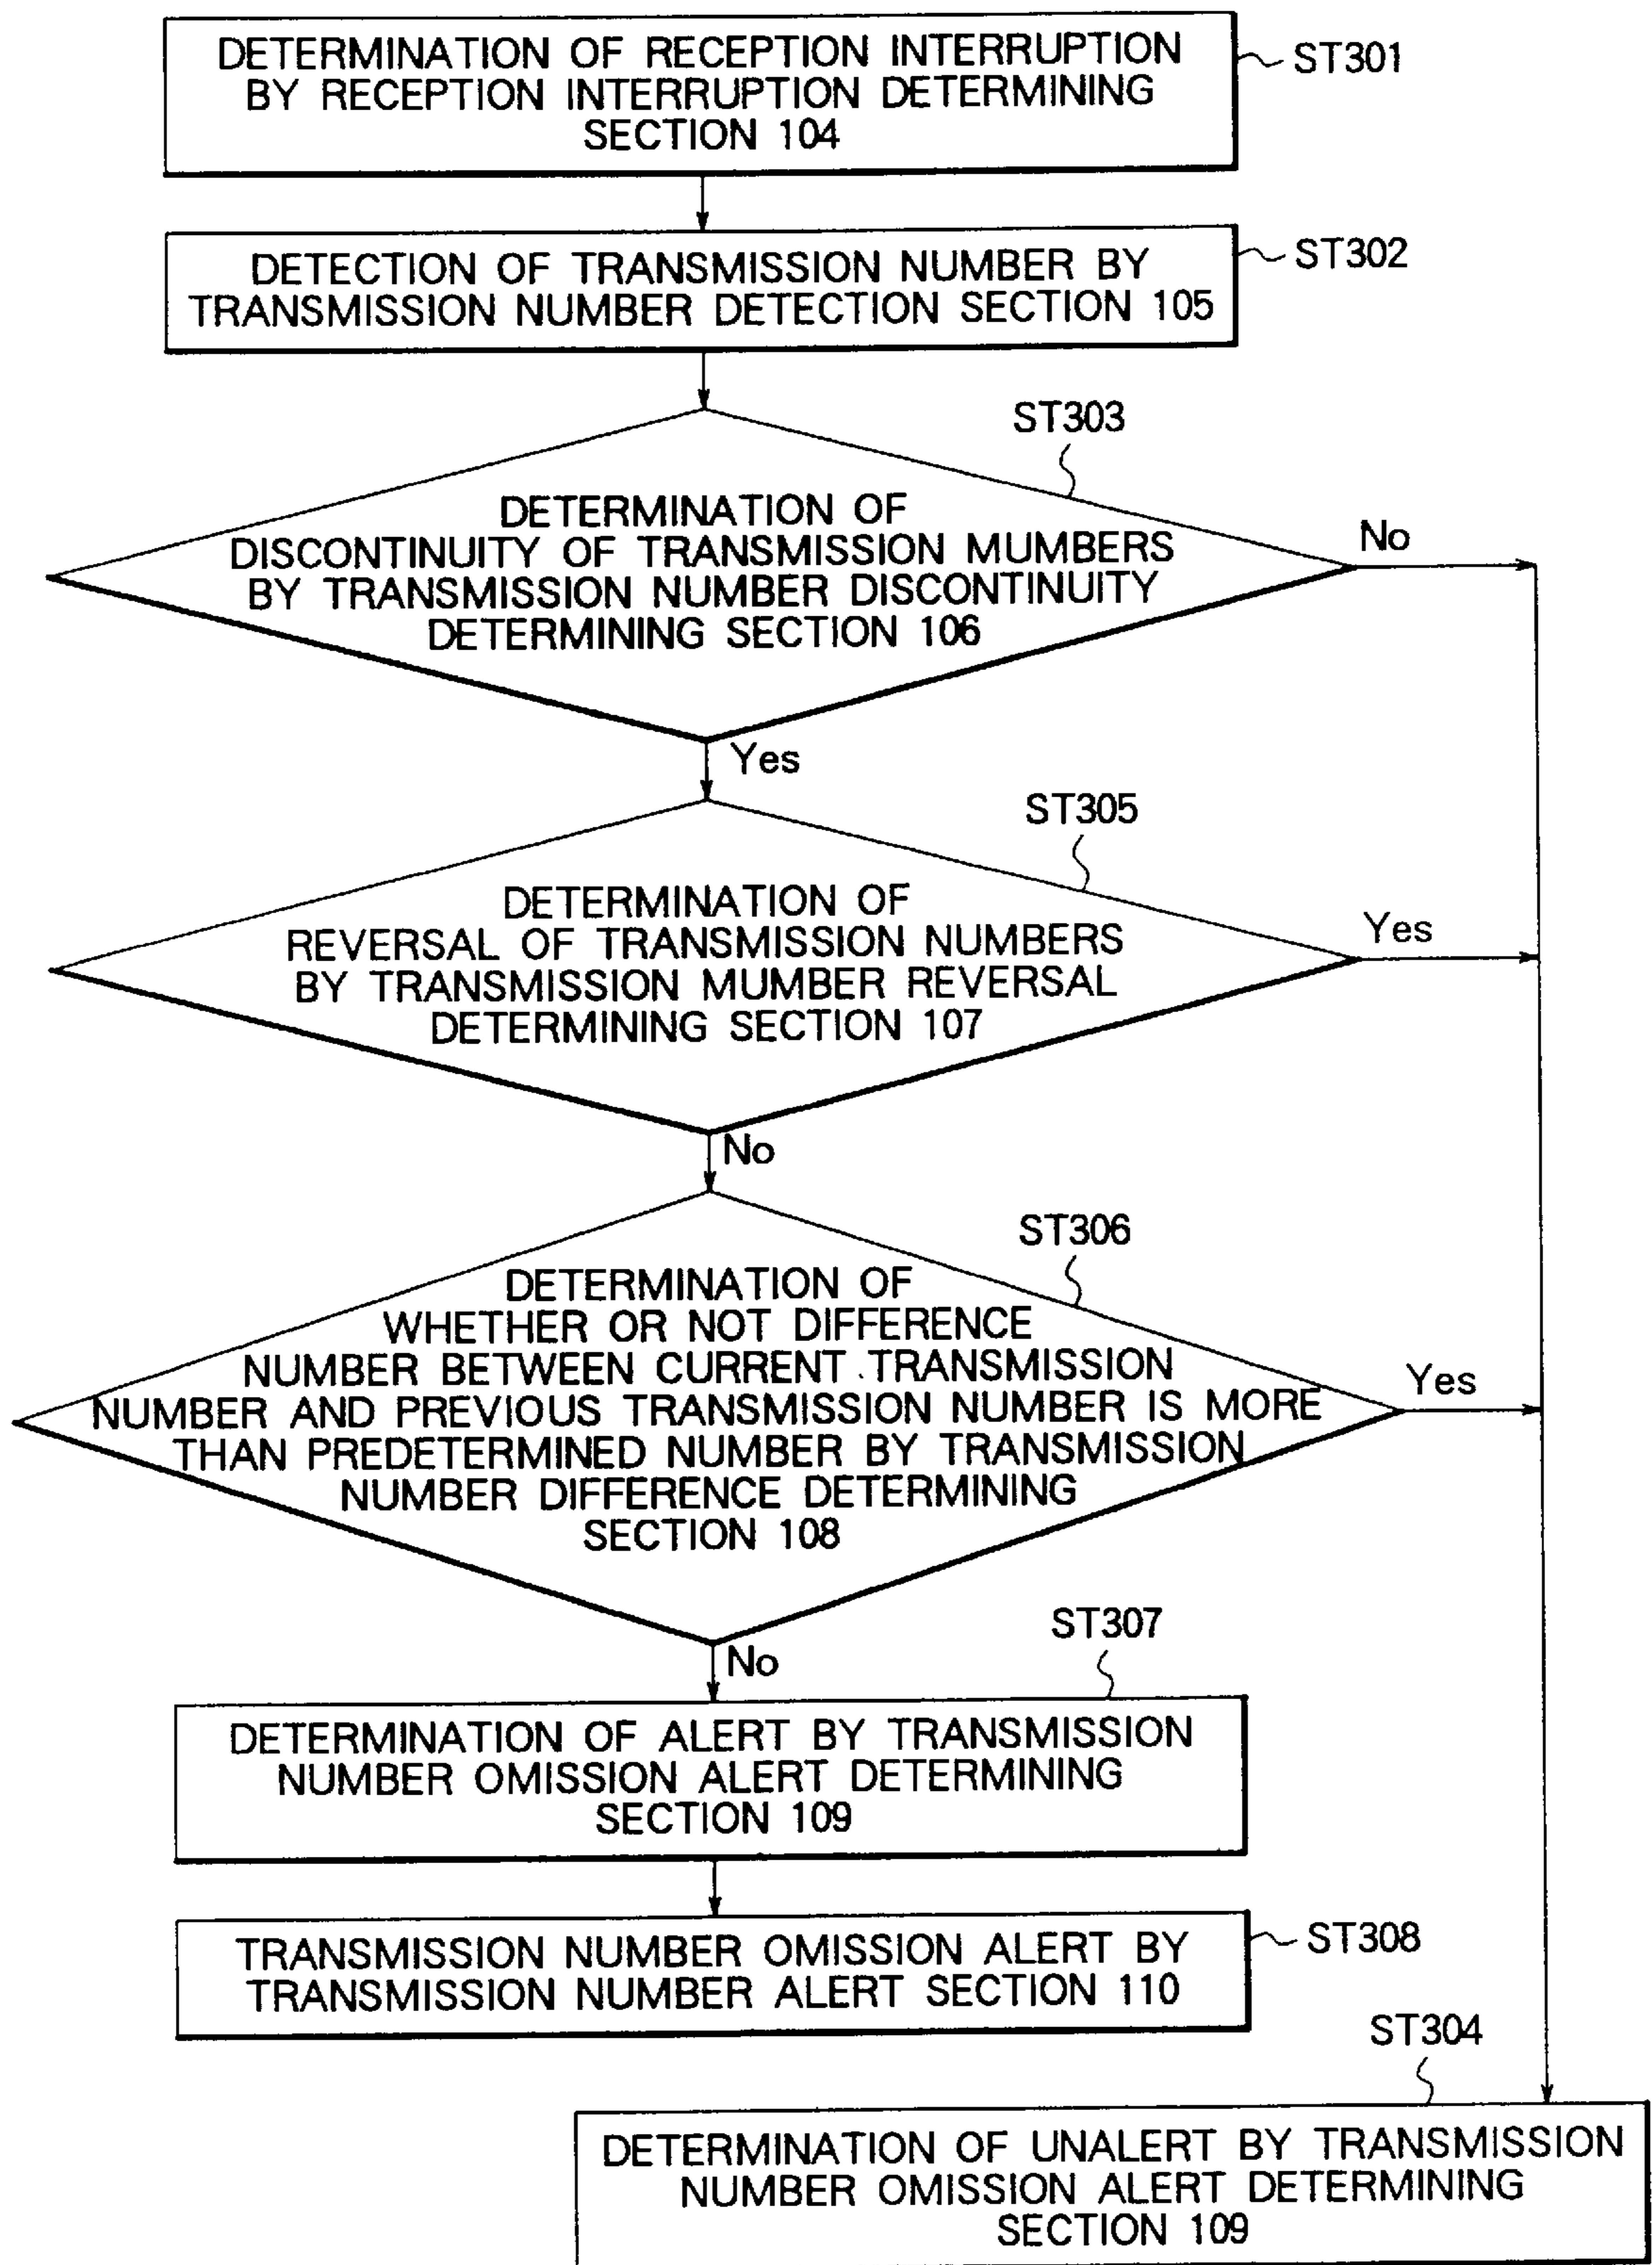 DETERMINATION OF RECEPTION INTERRUPTION
BY RECEPTION INTERRUPTION DETERMINING
SECTION 104
ST301
DETECTION OF TRANSMISSION NUMBER BY
TRANSMISSION NUMBER DETECTION SECTION 105
ST302
ST303
DETERMINATION OF
DISCONTINUITY OF TRANSMISSION MUMBERS
BY TRANSMISSION NUMBER DISCONTINUITY
DETERMINING SECTION 106
No
Yes
ST305
DETERMINATION OF
REVERSAL OF TRANSMISSION NUMBERS
BY TRANSMISSION MUMBER REVERSAL
DETERMINING SECTION 107
Yes
No
ST306
DETERMINATION OF
WHETHER OR NOT DIFFERENCE
NUMBER BETWEEN CURRENT TRANSMISSION
NUMBER AND PREVIOUS TRANSMISSION NUMBER IS MORE
THAN PREDETERMINED NUMBER BY TRANSMISSION
NUMBER DIFFERENCE DETERMINING
SECTION 108
Yes
No
ST307
DETERMINATION OF ALERT BY TRANSMISSION
NUMBER OMISSION ALERT DETERMINING
SECTION 109
TRANSMISSION NUMBER OMISSION ALERT BY
TRANSMISSION NUMBER ALERT SECTION 110
ST308
ST304
DETERMINATION OF UNALERT BY TRANSMISSION
NUMBER OMISSION ALERT DETERMINING
SECTION 109